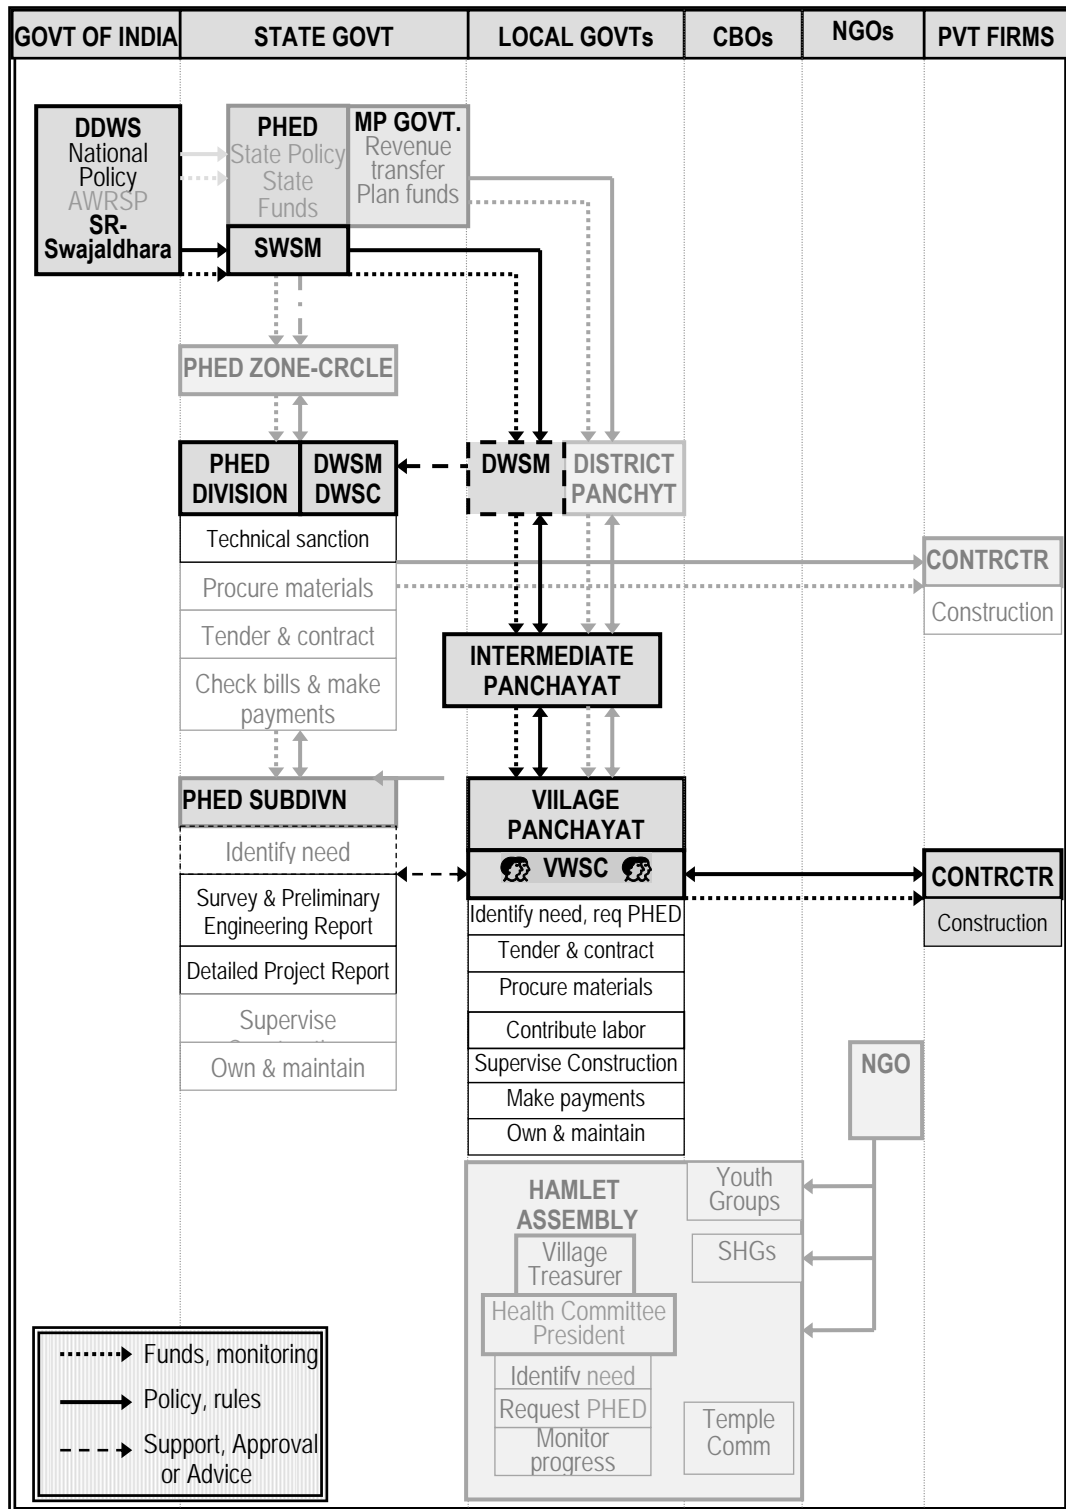 GOVT OF INDIA
STATE GOVT
LOCAL GOVTs
CBOs
NGOs
PVT FIRMS
DDWS
National
Policy
AWRSP
SR-
Swajaldhara
PHED
State Policy
State
Funds
MP GOVT.
Revenue
transfer
Plan funds
SWSM
PHED ZONE-CRCLE
PHED
DIVISION
DWSM
DWSC
DWSM
DISTRICT
PANCHYT
Technical sanction
Procure materials
Tender & contract
Check bills & make
payments
CONTRCTR
Construction
INTERMEDIATE
PANCHAYAT
PHED SUBDIVN
Identify need
Survey & Preliminary
Engineering Report
Detailed Project Report
Supervise
Own & maintain
VIILAGE
PANCHAYAT
VWSC
Identify need, req PHED
Tender & contract
Procure materials
Contribute labor
Supervise Construction
Make payments
Own & maintain
CONTRCTR
Construction
NGO
HAMLET
ASSEMBLY
Village
Treasurer
Health Committee
President
Identify need
Request PHED
Monitor
progress
Youth
Groups
SHGs
Temple
Comm
Funds, monitoring
Policy, rules
Support, Approval
or Advice